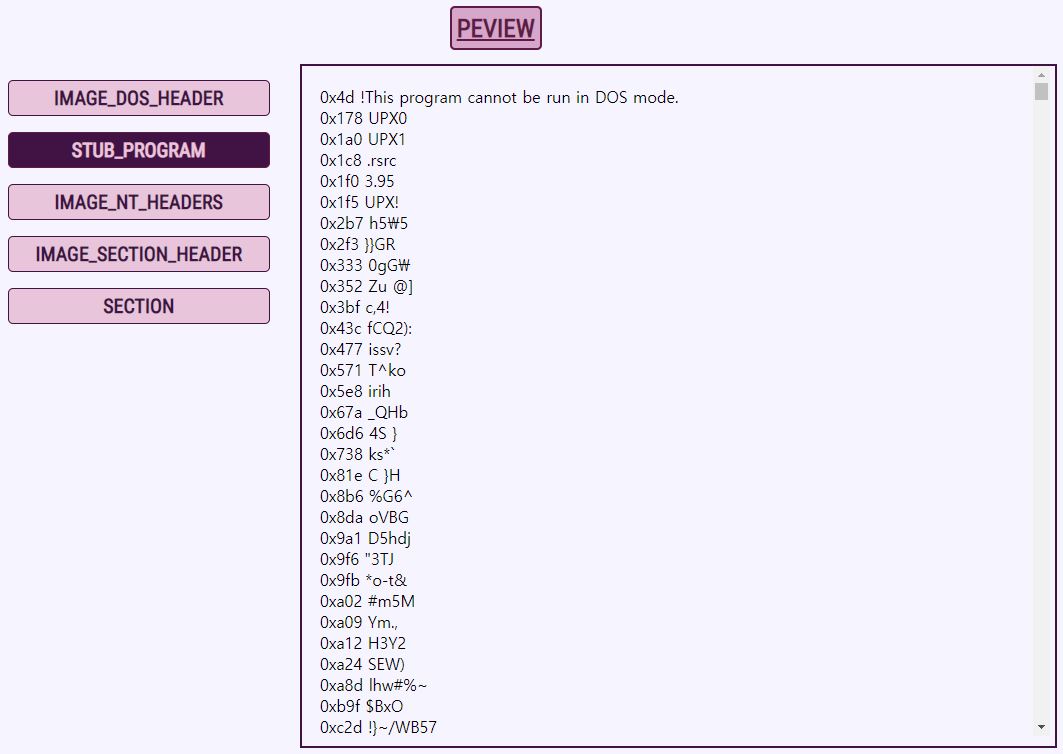 PEVIEW
IMAGE_DOS_HEADER
STUB_PROGRAM
IMAGE_NT_HEADERS
IMAGE_SECTION_HEADER
SECTION
0x4d !This program cannot be run in DOS mode.
0x178 UPX0
0x1a0 UPX1
0x1c8 .rsrc
0x1f0 3.95
0x1f5 UPX!
0x2b7 h5₩5
0x2f3 }}GR
0x333 0gG₩
0x352 Zu @]
0x3bf c,4!
0x43c fCQ2):
0x477 issv?
0x571 T^ko
0x5e8 irih
0x67a _QHb
0x6d6 4S }
0x738 ks*`
0x81e C }H
0x8b6 %G6^
0x8da oVBG
0x9a1 D5hdj
0x9f6 "3TJ
0x9fb *o-t&
0xa02 #m5M
0xa09 Ym.,
0xa12 H3Y2
0xa24 SEW)
0xa8d lhw#%~
0xb9f $BxO
0xc2d !}~/WB57